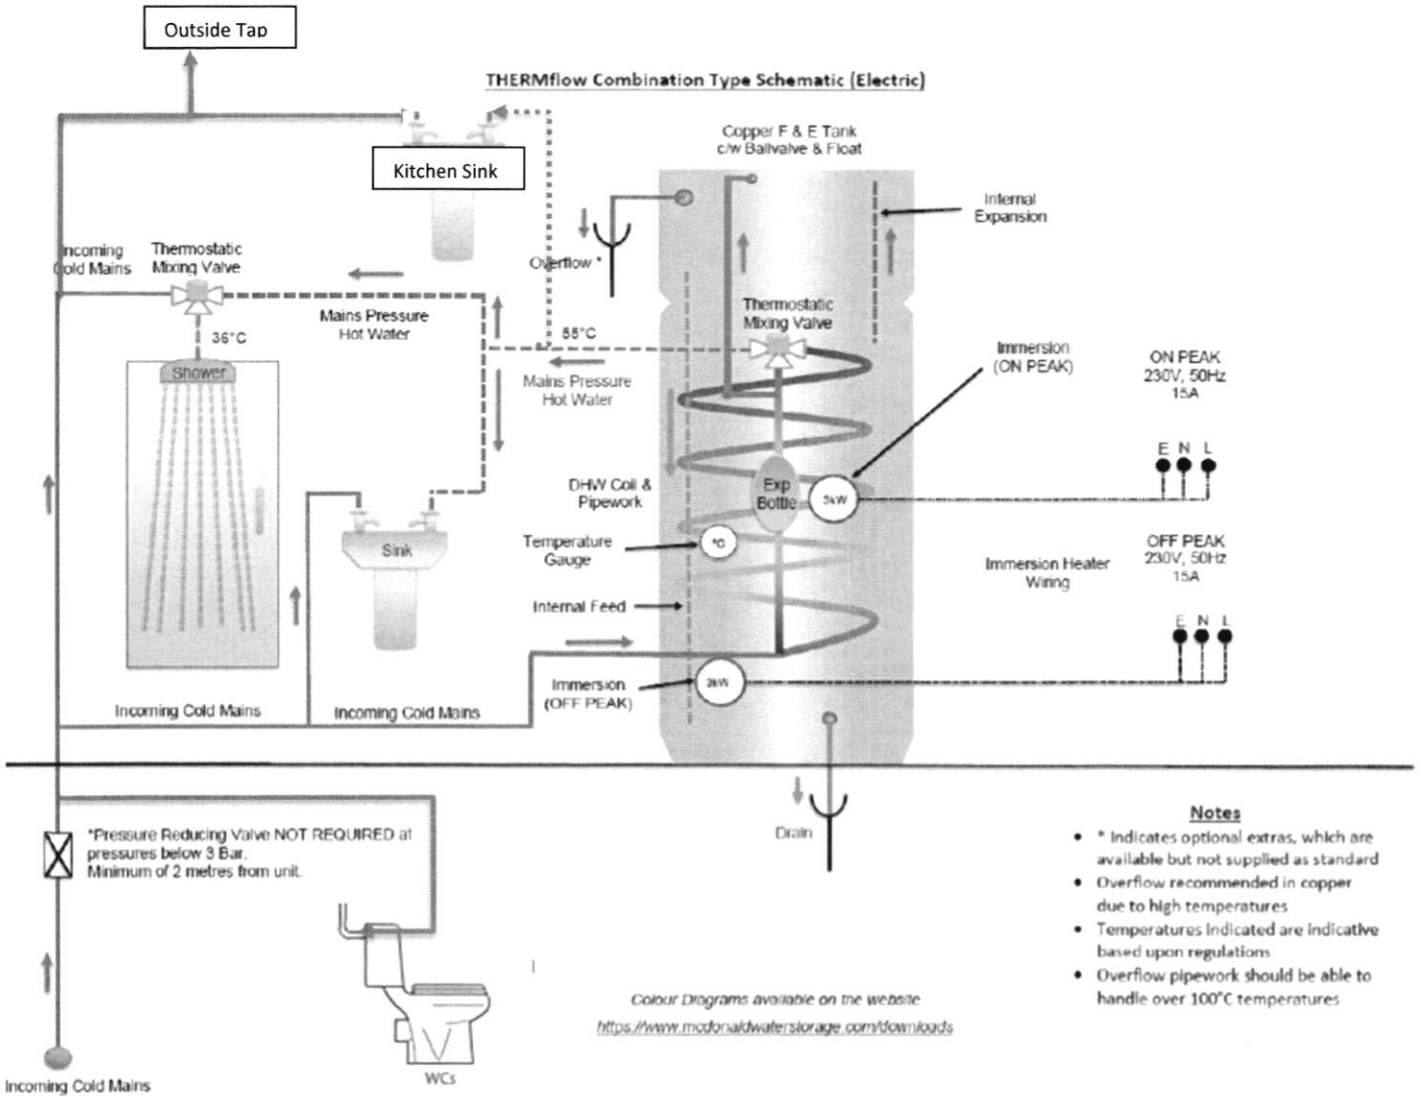 Outside Tap
THERMflow Combination Type Schematic (Electric)
Copper F & E Tank
c/w Ballvalve & Float
Kitchen Sink
Internal
Expansion
Incoming
Cold Mains
Thermostatic
Mixing Valve
Overflow *
Mains Pressure
Hot Water
Thermostatic
Mixing Valve
36°C
55°C
Immersion
(ON PEAK)
ON PEAK
230V, 50Hz
15A
Shower
Mains Pressure
Hot Water
E N L
DHW Coil &
Pipework
Exp
Bottle
3kW
Sink
Temperature
Gauge
°C
Immersion Heater
Wiring
OFF PEAK
230V, 50Hz
15A
Internal Feed
E N L
Immersion
(OFF PEAK)
3kW
Incoming Cold Mains
Incoming Cold Mains
*Pressure Reducing Valve NOT REQUIRED at
pressures below 3 Bar.
Minimum of 2 metres from unit.
Drain
Notes
• * Indicates optional extras, which are
available but not supplied as standard
• Overflow recommended in copper
due to high temperatures
• Temperatures indicated are indicative
based upon regulations
• Overflow pipework should be able to
handle over 100°C temperatures
Colour Diagrams available on the website
https://www.mcdonaldwaterstorage.com/downloads
WCs
Incoming Cold Mains